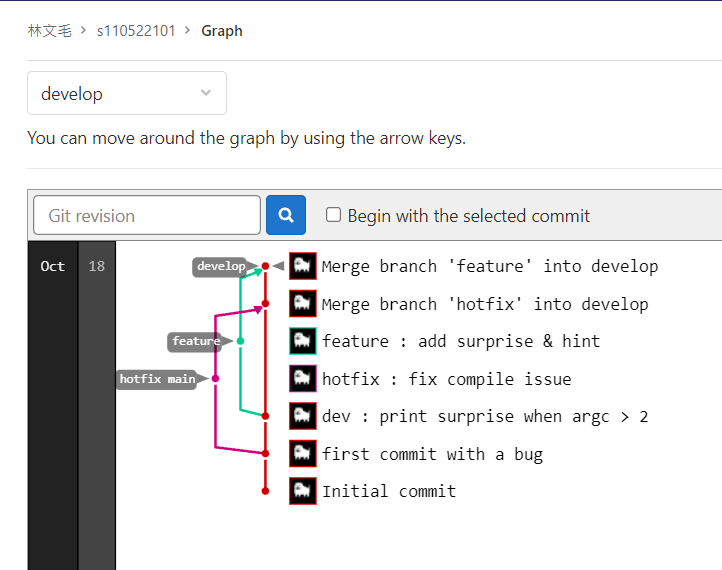 林文毛 > s110522101 > Graph
develop
You can move around the graph by using the arrow keys.
Git revision
Begin with the selected commit
Oct 18 develop Merge branch 'feature' into develop
Merge branch 'hotfix' into develop
feature feature : add surprise & hint
hotfix main hotfix : fix compile issue
dev : print surprise when argc > 2
first commit with a bug
Initial commit